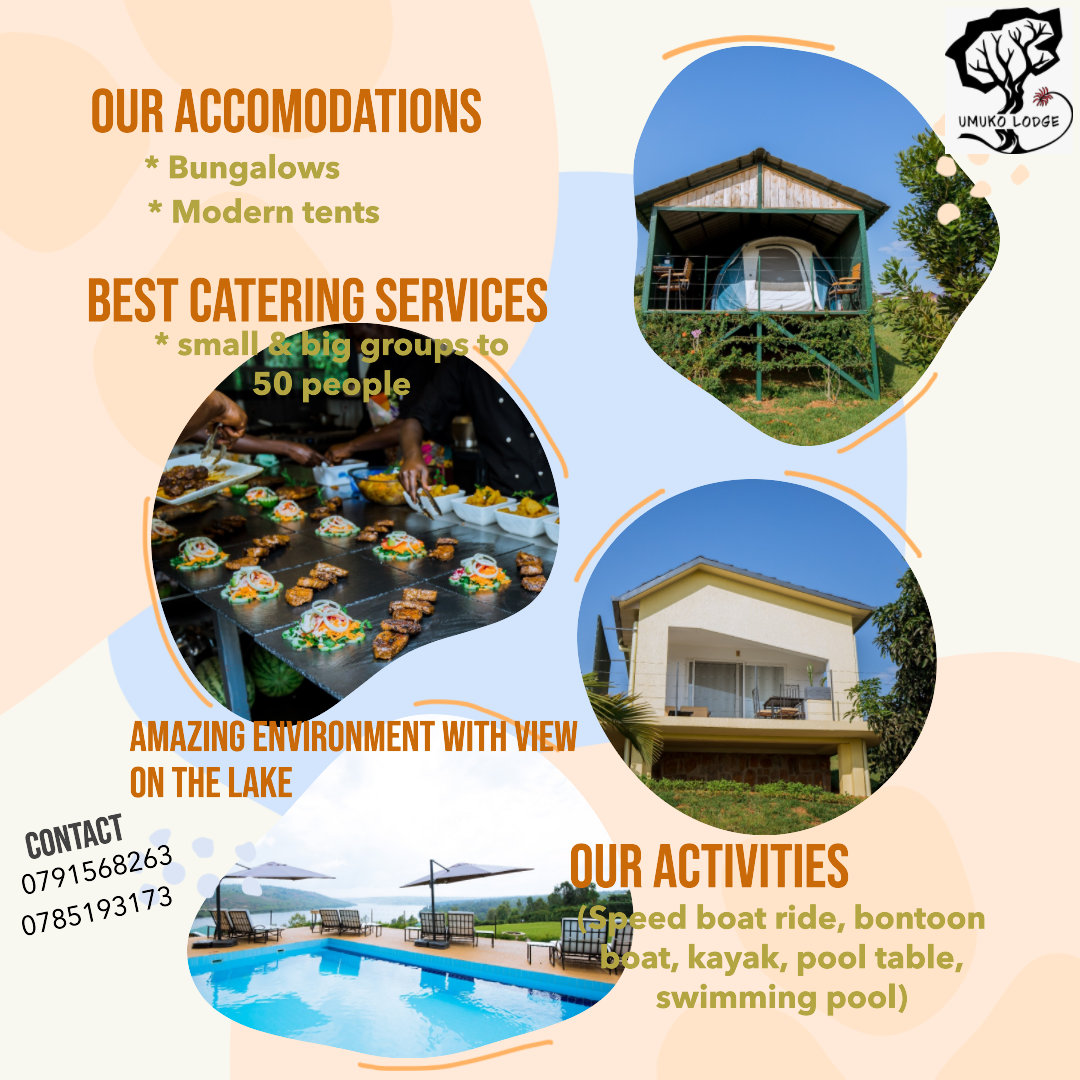 UMUKO LODGE
OUR ACCOMODATIONS
* Bungalows
* Modern tents
BEST CATERING SERVICES
* small & big groups to
50 people
AMAZING ENVIRONMENT WITH VIEW
ON THE LAKE
CONTACT
0791568263
0785193173
OUR ACTIVITIES
(Speed boat ride, bontoon
boat, kayak, pool table,
swimming pool)